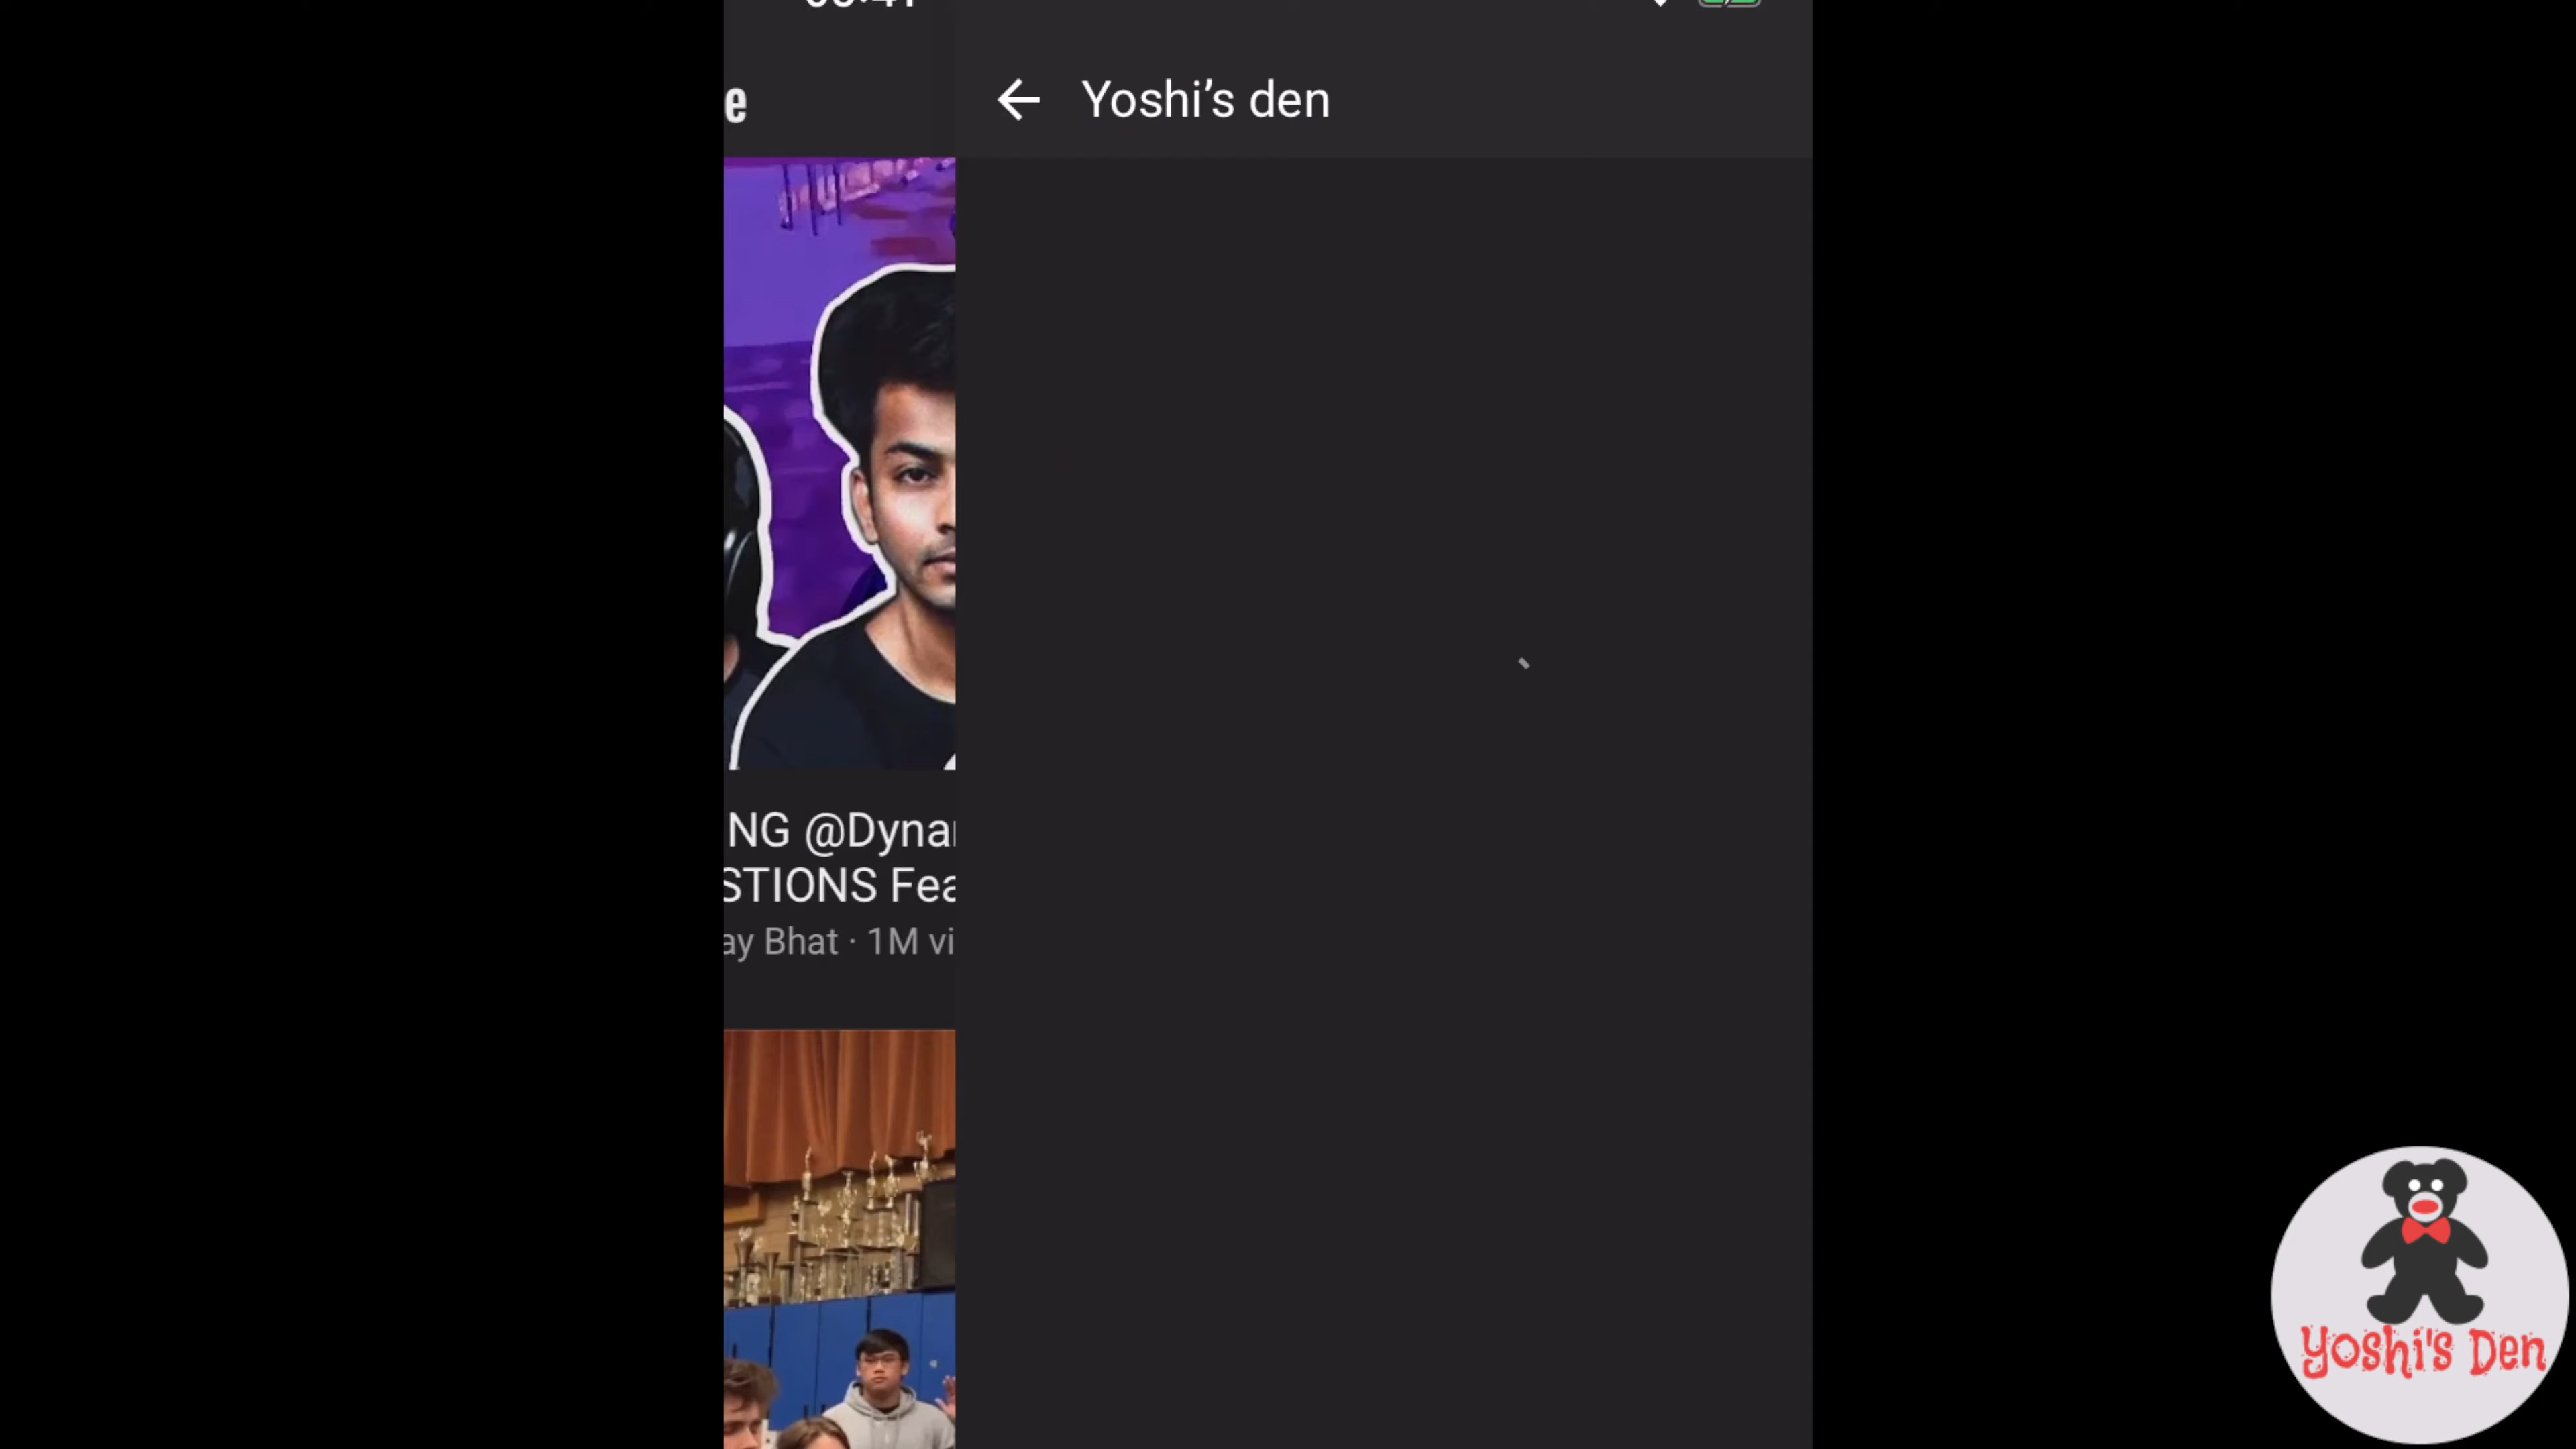 e
Yoshi’s den
NG @Dyna
STIONS Fea
ay Bhat · 1M vi
Yoshi's Den